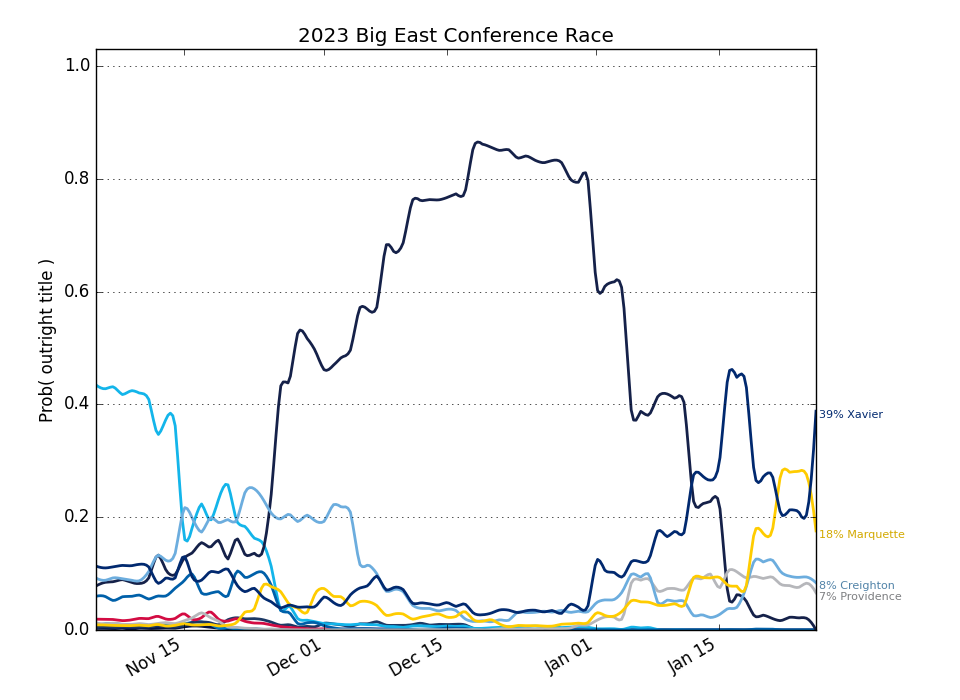 2023 Big East Conference Race
1.0
0.8
0.6
0.4
0.2
0.0
Prob( outright title )
39% Xavier
18% Marquette
8% Creighton
7% Providence
Nov 15
Dec 01
Dec 15
Jan 01
Jan 15